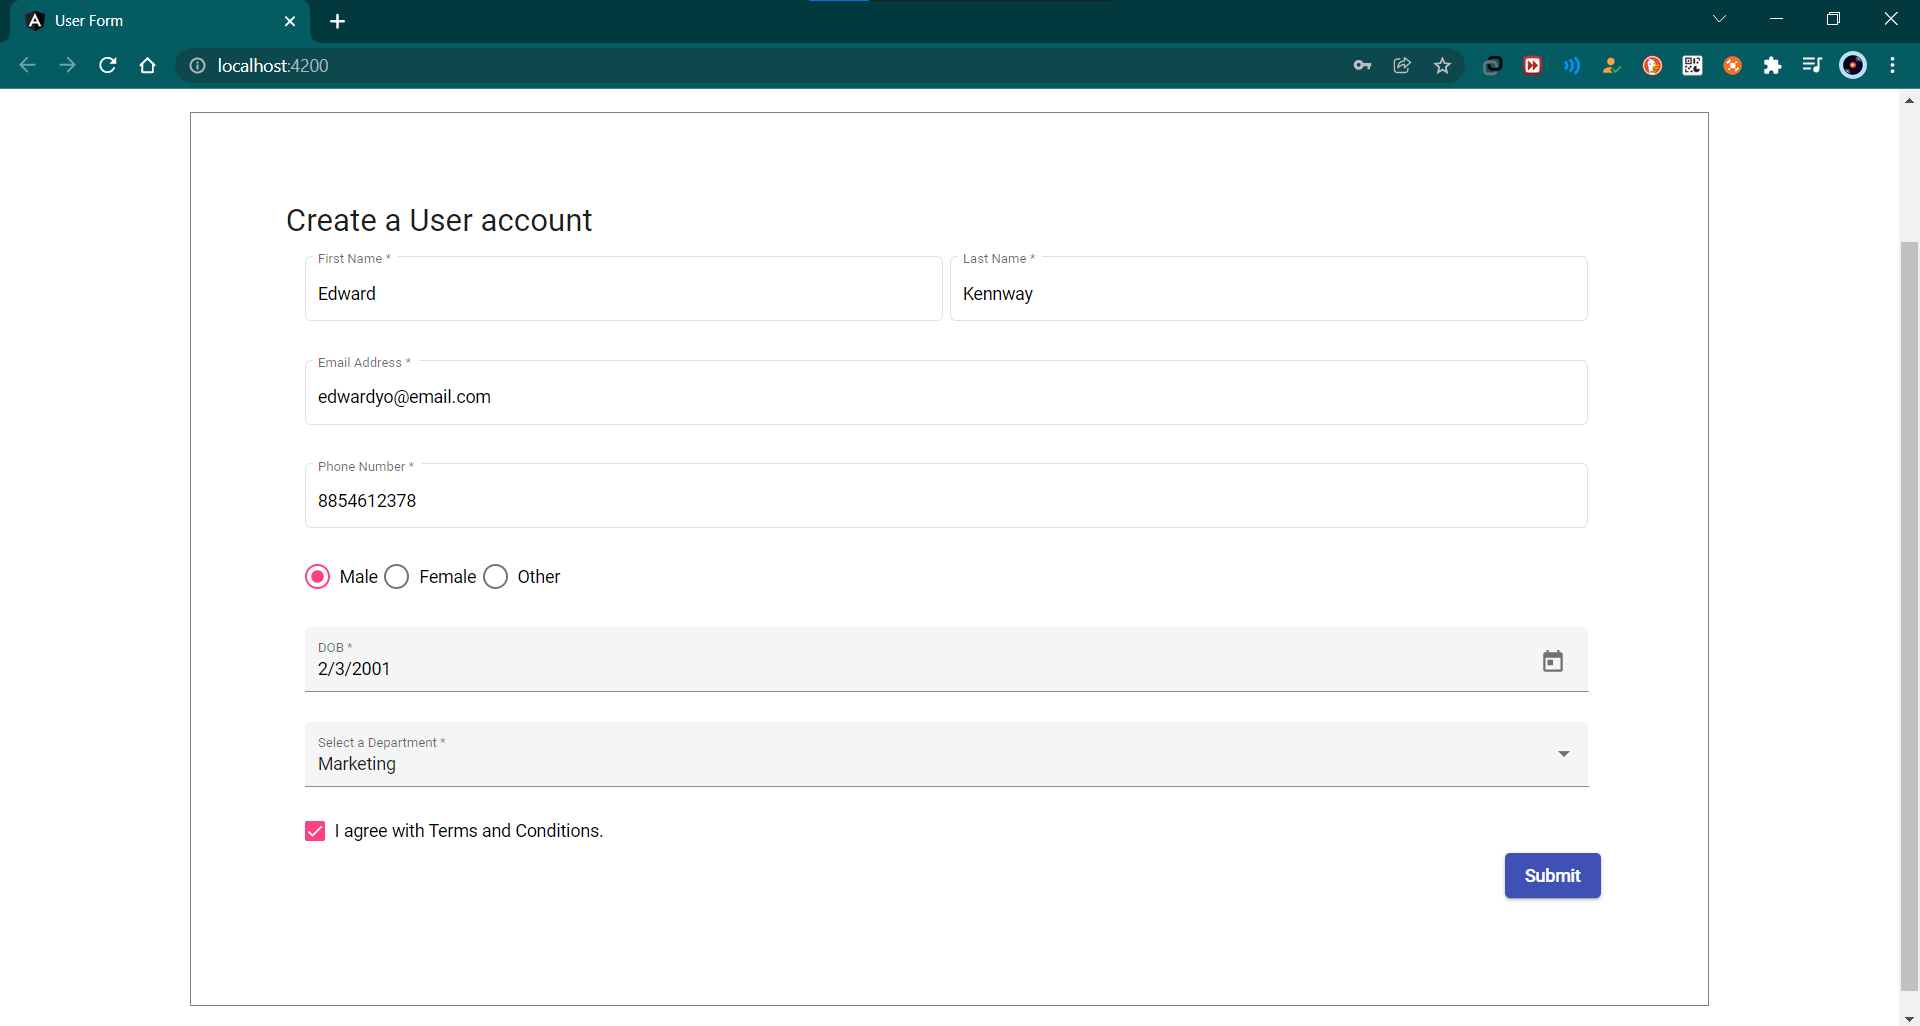 User Form
localhost:4200
Create a User account
First Name *
Last Name *
Edward
Kennway
Email Address *
edwardyo@email.com
Phone Number *
8854612378
Male Female Other
DOB *
2/3/2001
Select a Department *
Marketing
I agree with Terms and Conditions.
Submit